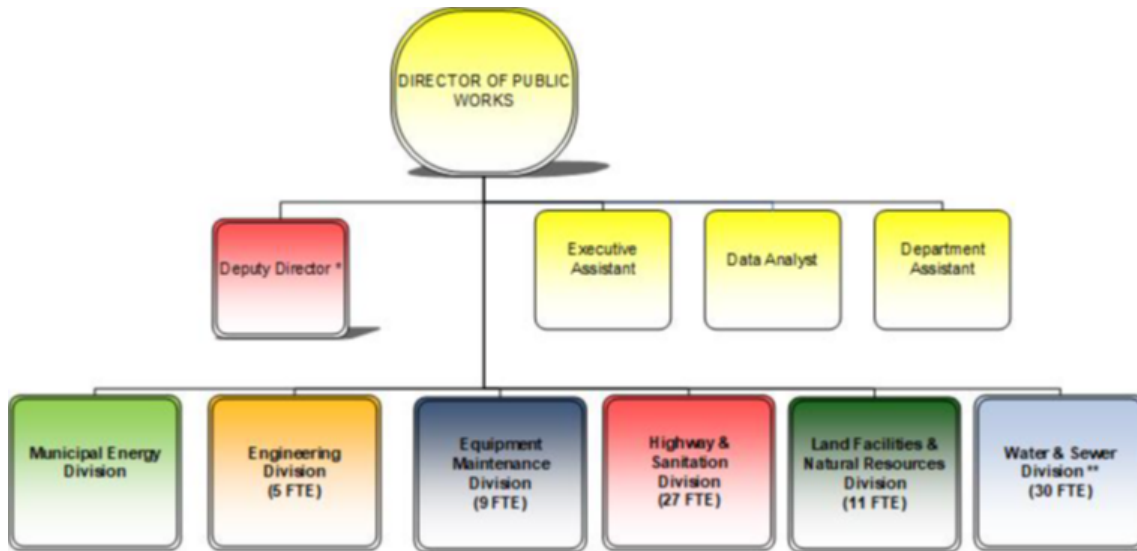 DIRECTOR OF PUBLIC
WORKS
Deputy Director *
Executive
Assistant
Data Analyst
Department
Assistant
Municipal Energy
Division
Engineering
Division
(5 FTE)
Equipment
Maintenance
Division
(9 FTE)
Highway &
Sanitation
Division
(27 FTE)
Land Facilities &
Natural Resources
Division
(11 FTE)
Water & Sewer
Division **
(30 FTE)